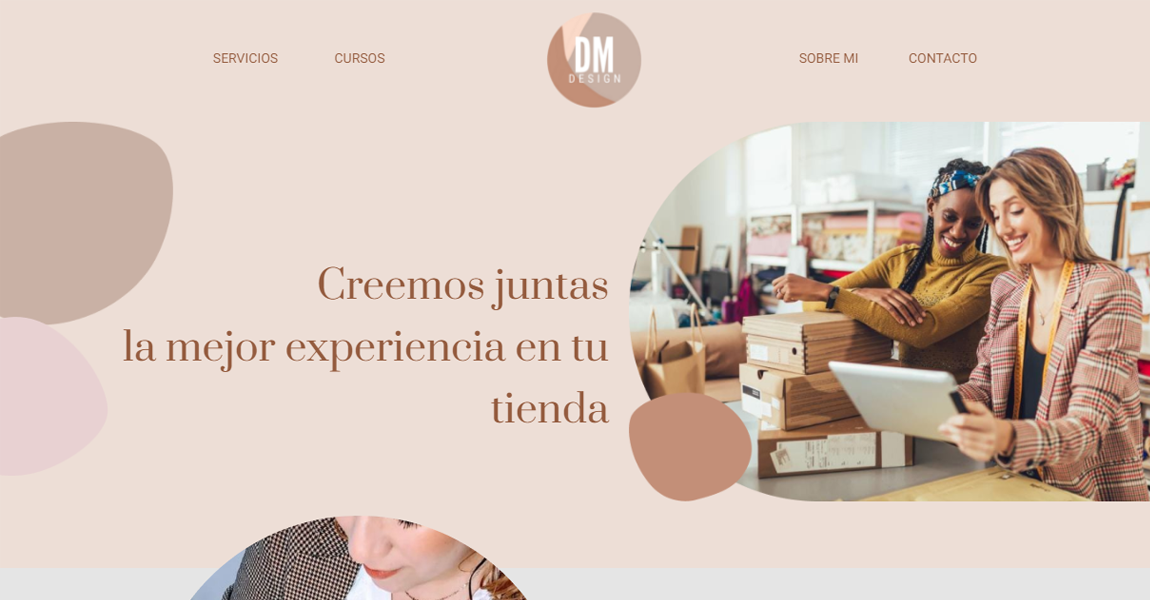 SERVICIOS
CURSOS
DM
DESIGN
SOBRE MI
CONTACTO
Creemos juntas
la mejor experiencia en tu
tienda